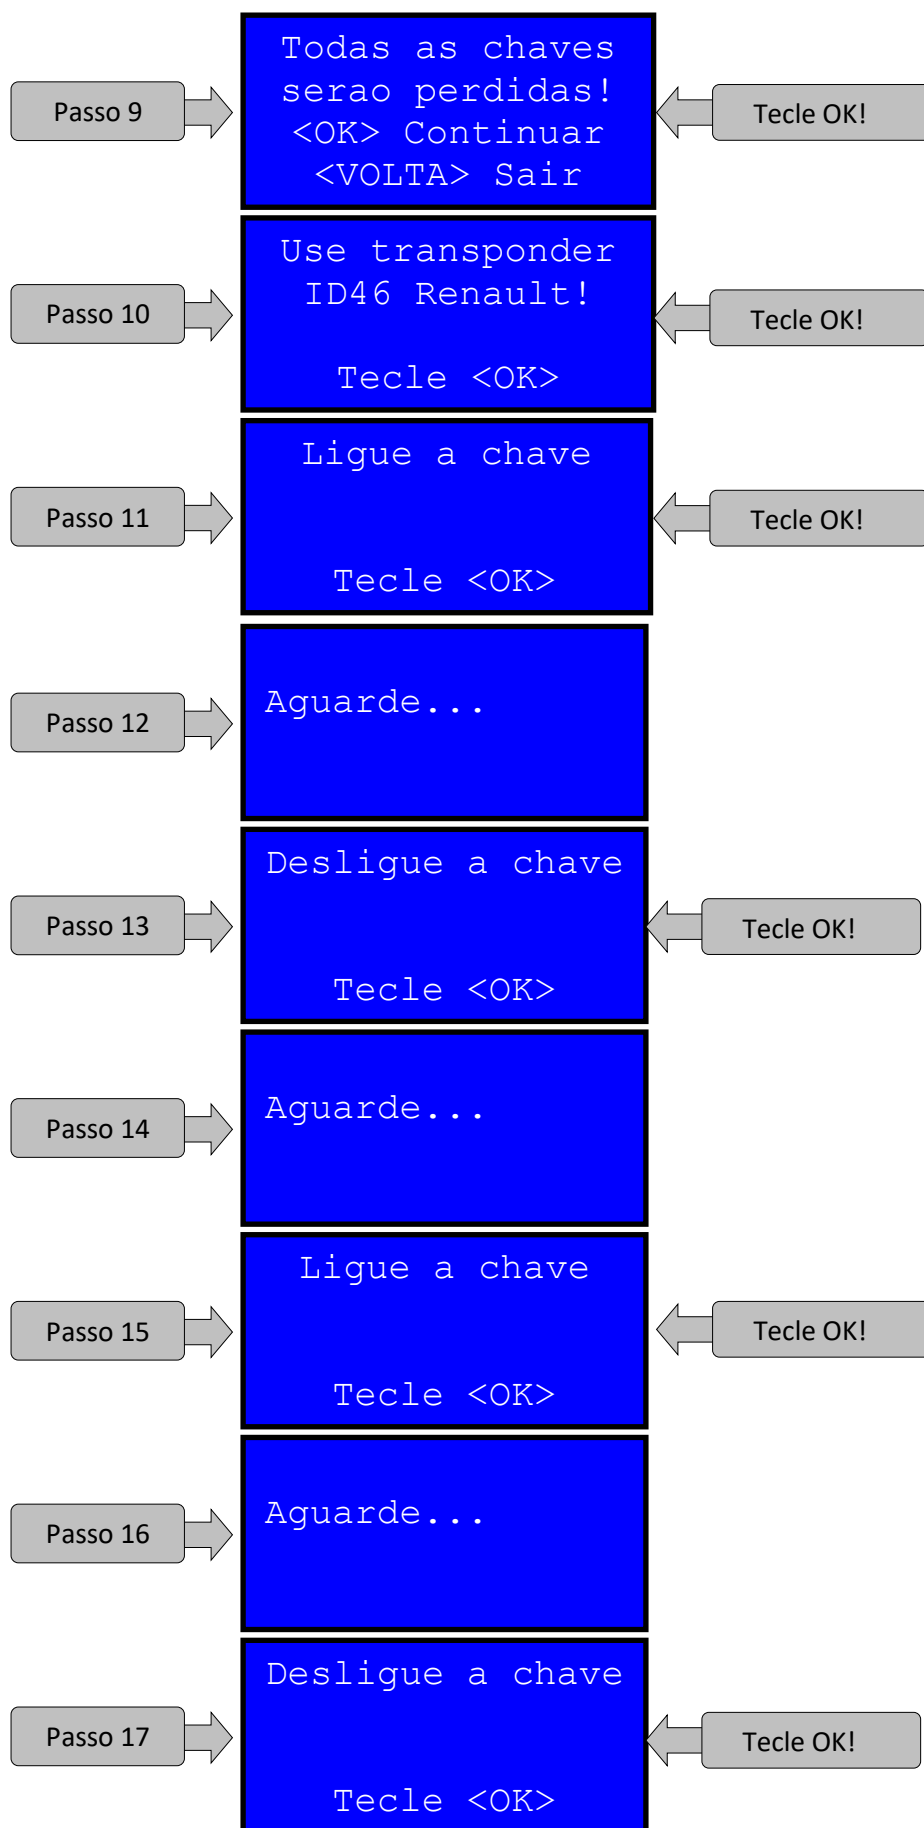 Passo 9
Todas as chaves
serao perdidas!
<OK> Continuar
<VOLTA> Sair
Tecle OK!
Passo 10
Use transponder
ID46 Renault!
Tecle <OK>
Tecle OK!
Passo 11
Ligue a chave
Tecle <OK>
Tecle OK!
Passo 12
Aguarde...
Passo 13
Desligue a chave
Tecle <OK>
Tecle OK!
Passo 14
Aguarde...
Passo 15
Ligue a chave
Tecle <OK>
Tecle OK!
Passo 16
Aguarde...
Passo 17
Desligue a chave
Tecle <OK>
Tecle OK!